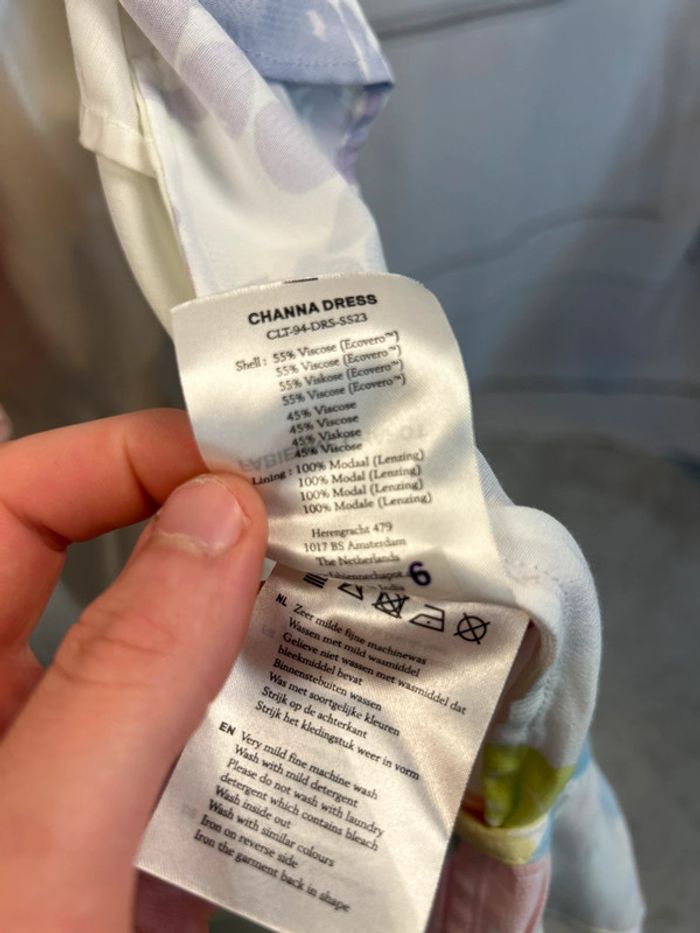 CHANNA DRESS
CLT-94-DRS-SS23
Shell : 55% Viscose (Ecovero™)
55% Viscose (Ecovero™)
55% Viskose (Ecovero™)
55% Viscose (Ecovero™)
45% Viscose
45% Viscose
45% Viskose
45% Viscose
Lining : 100% Modaal (Lenzing)
100% Modal (Lenzing)
100% Modal (Lenzing)
100% Modale (Lenzing)
Herengracht 479
1017 BS Amsterdam
The Netherlands
6
India
NL Zeer milde fijne machinewas
Wassen met mild wasmiddel
Gelieve niet wassen met wasmiddel dat
bleekmiddel bevat
Binnenstebuiten wassen
Was met soortgelijke kleuren
Strijk op de achterkant
Strijk het kledingstuk weer in vorm
EN Very mild fine machine wash
Wash with mild detergent
Please do not wash with laundry
detergent which contains bleach
Wash inside out
Wash with similar colours
Iron on reverse side
Iron the garment back in shape